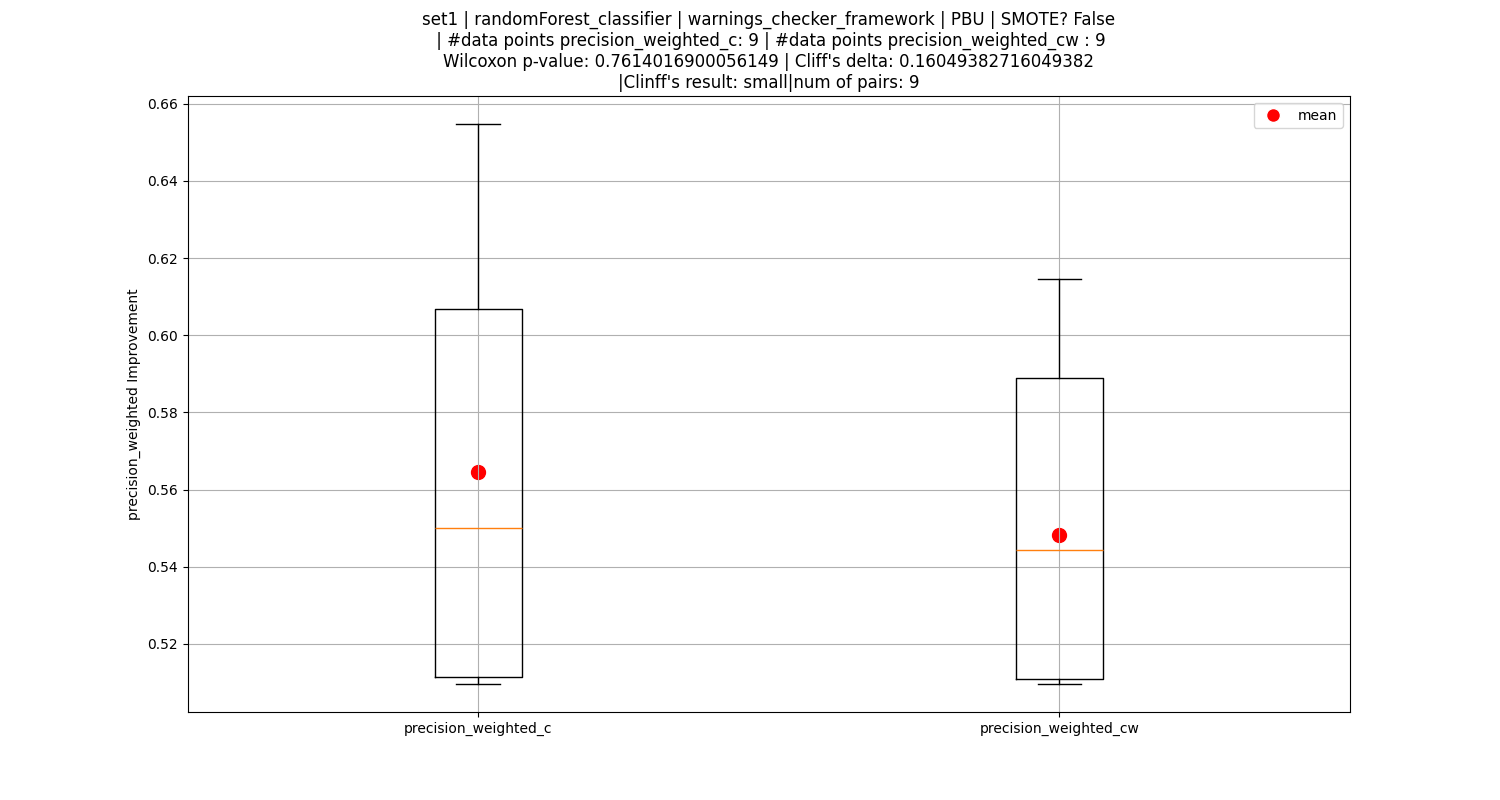 set1 | randomForest_classifier | warnings_checker_framework | PBU | SMOTE? False
| #data points precision_weighted_c: 9 | #data points precision_weighted_cw : 9
Wilcoxon p-value: 0.7614016900056149 | Cliff's delta: 0.16049382716049382
|Clinff's result: small|num of pairs: 9
mean
precision_weighted Improvement
0.66
0.64
0.62
0.60
0.58
0.56
0.54
0.52
precision_weighted_c
precision_weighted_cw